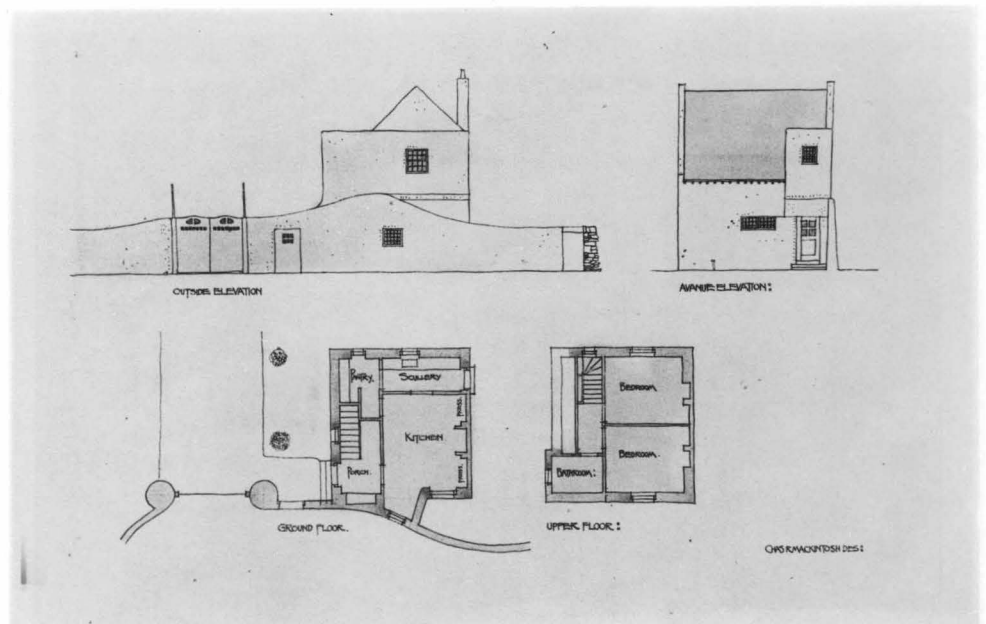 OUTSIDE ELEVATION
AVANUE: ELEVATION:
PANTRY.
SCULLERY
KITCHEN
PRESS.
PRESS.
PORCH.
GROUND FLOOR.
BEDROOM.
BEDROOM.
BATHROOM:
UPPER FLOOR:
CHAS R MACKINTOSH DES: